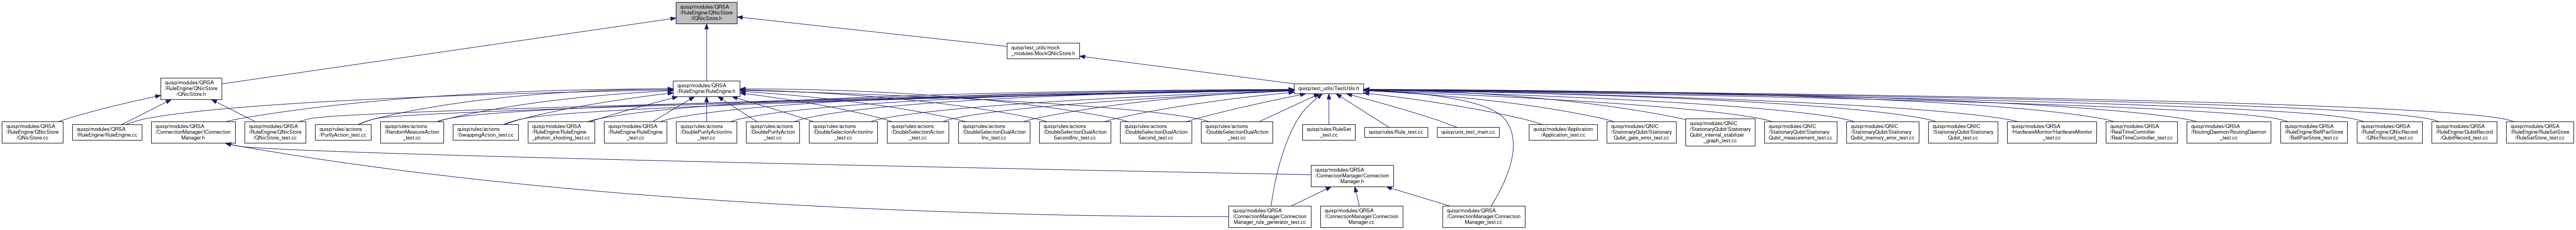 quisp/modules/QRSA
/RuleEngine/QNicStore
/IQNicStore.h
quisp/test_utils/mock
_modules/MockQNicStore.h
quisp/modules/QRSA
/RuleEngine/QNicStore
/QNicStore.h
quisp/modules/QRSA
/RuleEngine/RuleEngine.h
quisp/test_utils/TestUtils.h
quisp/modules/QRSA
/RuleEngine/QNicStore
/QNicStore.cc
quisp/modules/QRSA
/RuleEngine/RuleEngine.cc
quisp/modules/QRSA
/ConnectionManager/IConnection
Manager.h
quisp/modules/QRSA
/RuleEngine/QNicStore
/QNicStore_test.cc
quisp/rules/actions
/PurifyAction_test.cc
quisp/rules/actions
/RandomMeasureAction
_test.cc
quisp/rules/actions
/SwappingAction_test.cc
quisp/modules/QRSA
/RuleEngine/RuleEngine
_photon_shooting_test.cc
quisp/modules/QRSA
/RuleEngine/RuleEngine
_test.cc
quisp/rules/actions
/DoublePurifyActionInv
_test.cc
quisp/rules/actions
/DoublePurifyAction
_test.cc
quisp/rules/actions
/DoubleSelectionActionInv
_test.cc
quisp/rules/actions
/DoubleSelectionAction
_test.cc
quisp/rules/actions
/DoubleSelectionDualAction
Inv_test.cc
quisp/rules/actions
/DoubleSelectionDualAction
SecondInv_test.cc
quisp/rules/actions
/DoubleSelectionDualAction
Second_test.cc
quisp/rules/actions
/DoubleSelectionDualAction
_test.cc
quisp/rules/RuleSet
_test.cc
quisp/rules/Rule_test.cc
quisp/unit_test_main.cc
quisp/modules/Application
/Application_test.cc
quisp/modules/QNIC
/StationaryQubit/Stationary
Qubit_gate_error_test.cc
quisp/modules/QNIC
/StationaryQubit/Stationary
Qubit_internal_stabilizer
_graph_test.cc
quisp/modules/QNIC
/StationaryQubit/Stationary
Qubit_measurement_test.cc
quisp/modules/QNIC
/StationaryQubit/Stationary
Qubit_memory_error_test.cc
quisp/modules/QNIC
/StationaryQubit/Stationary
Qubit_test.cc
quisp/modules/QRSA
/HardwareMonitor/HardwareMonitor
_test.cc
quisp/modules/QRSA
/RealTimeController
/RealTimeController_test.cc
quisp/modules/QRSA
/RoutingDaemon/RoutingDaemon
_test.cc
quisp/modules/QRSA
/RuleEngine/BellPairStore
/BellPairStore_test.cc
quisp/modules/QRSA
/RuleEngine/QNicRecord
/QNicRecord_test.cc
quisp/modules/QRSA
/RuleEngine/QubitRecord
/QubitRecord_test.cc
quisp/modules/QRSA
/RuleEngine/RuleSetStore
/RuleSetStore_test.cc
quisp/modules/QRSA
/ConnectionManager/Connection
Manager.h
quisp/modules/QRSA
/ConnectionManager/Connection
Manager_rule_generator_test.cc
quisp/modules/QRSA
/ConnectionManager/Connection
Manager.cc
quisp/modules/QRSA
/ConnectionManager/Connection
Manager_test.cc